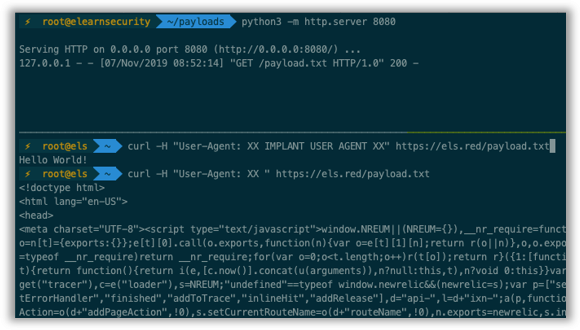 ⚡ root@elearnsecurity ~/payloads python3 -m http.server 8080
Serving HTTP on 0.0.0.0 port 8080 (http://0.0.0.0:8080/) ...
127.0.0.1 - - [07/Nov/2019 08:52:14] "GET /payload.txt HTTP/1.0" 200 -
⚡ root@els ~ curl -H "User-Agent: XX IMPLANT USER AGENT XX" https://els.red/payload.txt
Hello World!
⚡ root@els ~ curl -H "User-Agent: XX " https://els.red/payload.txt
<!doctype html>
<html lang="en-US">
<head>
<meta charset="UTF-8"><script type="text/javascript">window.NREUM||(NREUM={}),__nr_require=funct
o=n[t]={exports:{}};e[t][0].call(o.exports,function(n){var o=e[t][1][n];return r(o||n)},o,o.expor
=typeof __nr_require)return __nr_require;for(var o=0;o<t.length;o++)r(t[o]);return r}({1:[functi
t){return function(){return i(e,[c.now()].concat(u(arguments)),n?null:this,t),n?void 0:this}}var
get("tracer"),c=e("loader"),s=NREUM;"undefined"==typeof window.newrelic&&(newrelic=s);var p=["se
tErrorHandler","finished","addToTrace","inlineHit","addRelease"],d="api-",l=d+"ixn-";a(p,functio
Action=o(d+"addPageAction",!0),s.setCurrentRouteName=o(d+"routeName",!0),n.exports=newrelic,s.in